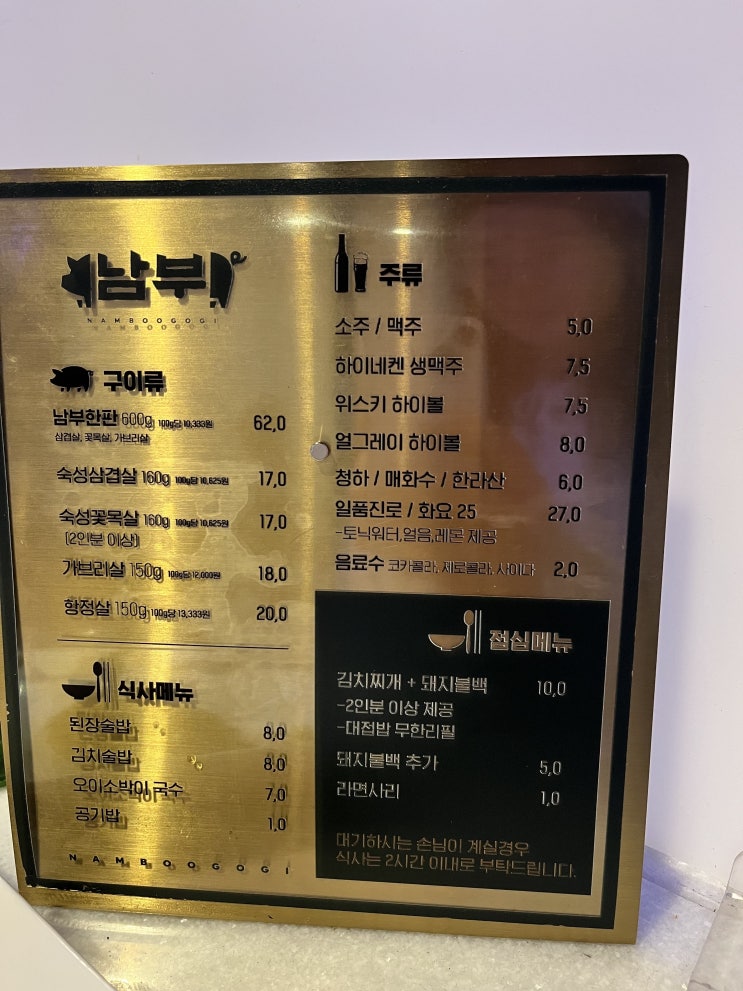 남부
NAMBOOGOGI
구이류
남부한판 600g 100g당 10,333원 62,0
삼겹살, 꽃목살, 가브리살
숙성삼겹살 160g 100g당 10,625원 17,0
숙성꽃목살 160g 100g당 10,625원 17,0
[2인분 이상]
가브리살 150g 100g당 12,000원 18,0
항정살 150g 100g당 13,333원 20,0
식사메뉴
된장술밥 8,0
김치술밥 8,0
오이소박이 국수 7,0
공기밥 1,0
NAMBOOGOGI
주류
소주 / 맥주 5,0
하이네켄 생맥주 7,5
위스키 하이볼 7,5
얼그레이 하이볼 8,0
청하 / 매화수 / 한라산 6,0
일품진로 / 화요 25 27,0
-토닉워터,얼음,레몬 제공
음료수 코카콜라, 제로콜라, 사이다 2,0
점심메뉴
김치찌개 + 돼지불백 10,0
-2인분 이상 제공
-대접밥 무한리필
돼지불백 추가 5,0
라면사리 1,0
대기하시는 손님이 계실경우
식사는 2시간 이내로 부탁드립니다.